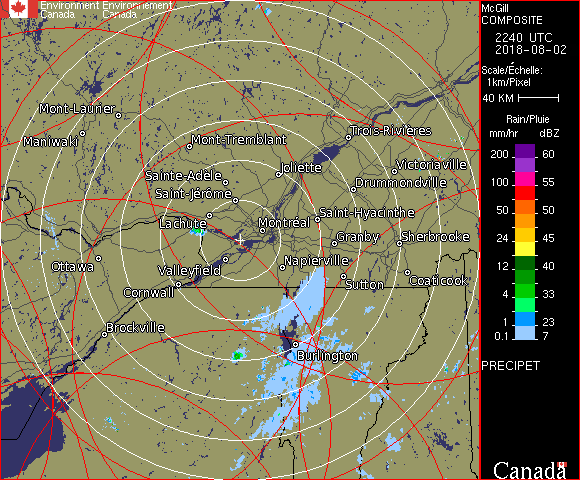 Environment Environnement
Canada Canada
McGill
COMPOSITE
2240 UTC
2018-08-02
Scale/Échelle:
1km/Pixel
40 KM
Rain/Pluie
mm/hr dBZ
200 60
150 57
100 55
50 50
24 45
12 40
4 33
1 23
0.1 7
PRECIPET
Canada
Mont-Laurier
Maniwaki
Mont-Tremblant
Trois-Rivières
Joliette
Victoriaville
Sainte-Adèle
Drummondville
Saint-Jérôme
Lachute
Montréal
Saint-Hyacinthe
Granby
Sherbrooke
Ottawa
Valleyfield
Napierville
Cornwall
Sutton
Coaticook
Brockville
Burlington